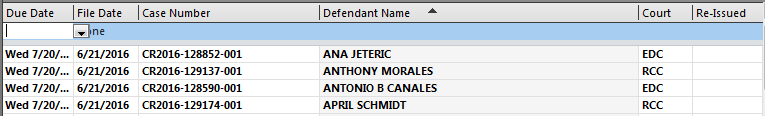 Due Date File Date Case Number Defendant Name Court Re-Issued
one
Wed 7/20/... 6/21/2016 CR2016-128852-001 ANA JETERIC EDC
Wed 7/20/... 6/21/2016 CR2016-129137-001 ANTHONY MORALES RCC
Wed 7/20/... 6/21/2016 CR2016-128590-001 ANTONIO B CANALES EDC
Wed 7/20/... 6/21/2016 CR2016-129174-001 APRIL SCHMIDT RCC